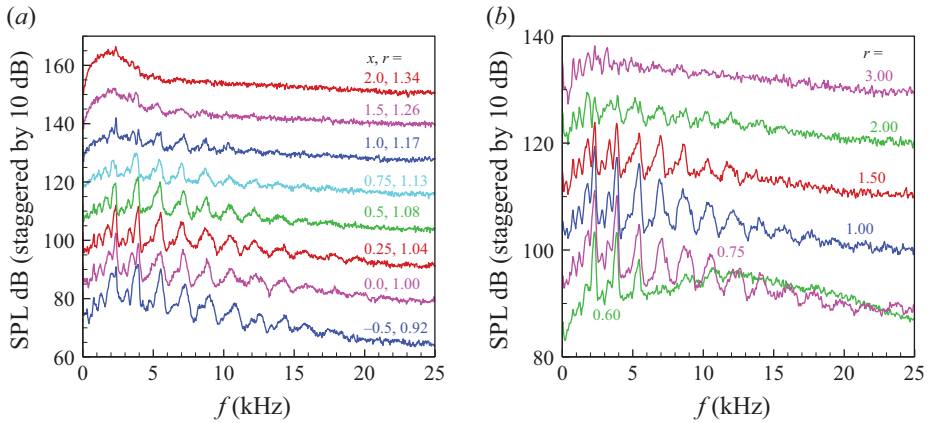 (a)
SPL dB (staggered by 10 dB)
160
140
120
100
80
60
x, r =
2.0, 1.34
1.5, 1.26
1.0, 1.17
0.75, 1.13
0.5, 1.08
0.25, 1.04
0.0, 1.00
–0.5, 0.92
0 5 10 15 20 25
f (kHz)
(b)
SPL dB (staggered by 10 dB)
140
120
100
80
r =
3.00
2.00
1.50
1.00
0.75
0.60
0 5 10 15 20 25
f (kHz)